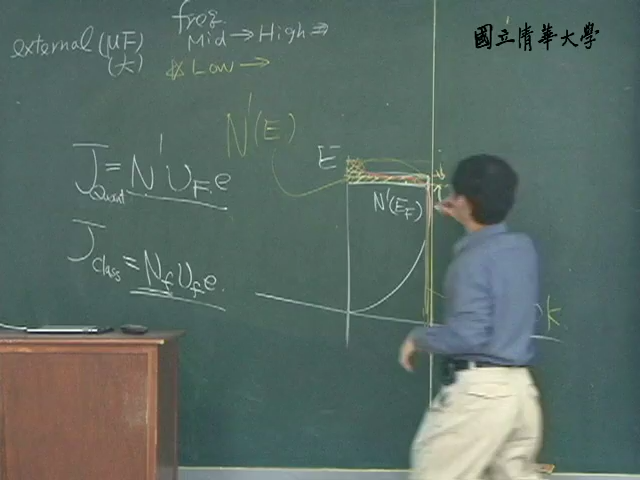 freq.
external (μF) Mid → High ⇒
(大) Low →
國立清華大學
N'(E)
E
J_Quant = N' υ_F e
N'(E_F)
J_class = N_f υ_f e.
k